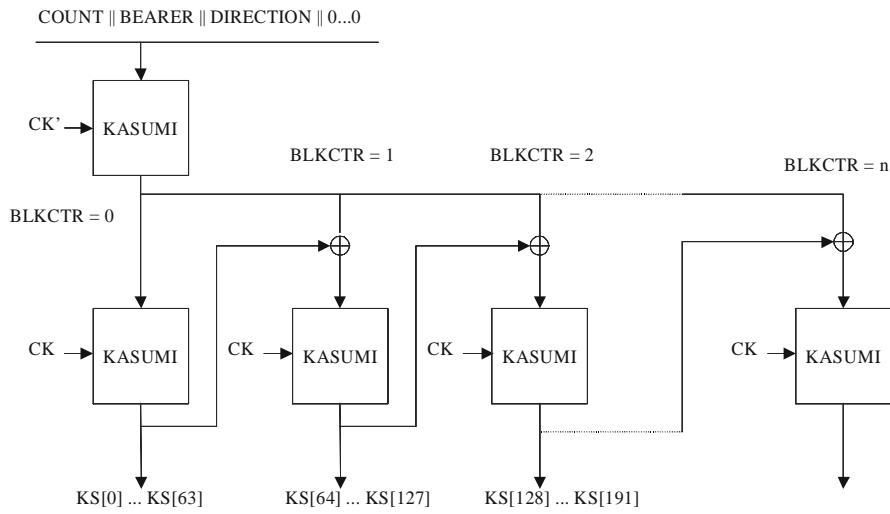 COUNT || BEARER || DIRECTION || 0...0
KASUMI
CK’
BLKCTR = 1
BLKCTR = 2
BLKCTR = n
BLKCTR = 0
CK
KASUMI
CK
KASUMI
CK
KASUMI
CK
KASUMI
KS[0] ... KS[63]
KS[64] ... KS[127]
KS[128] ... KS[191]